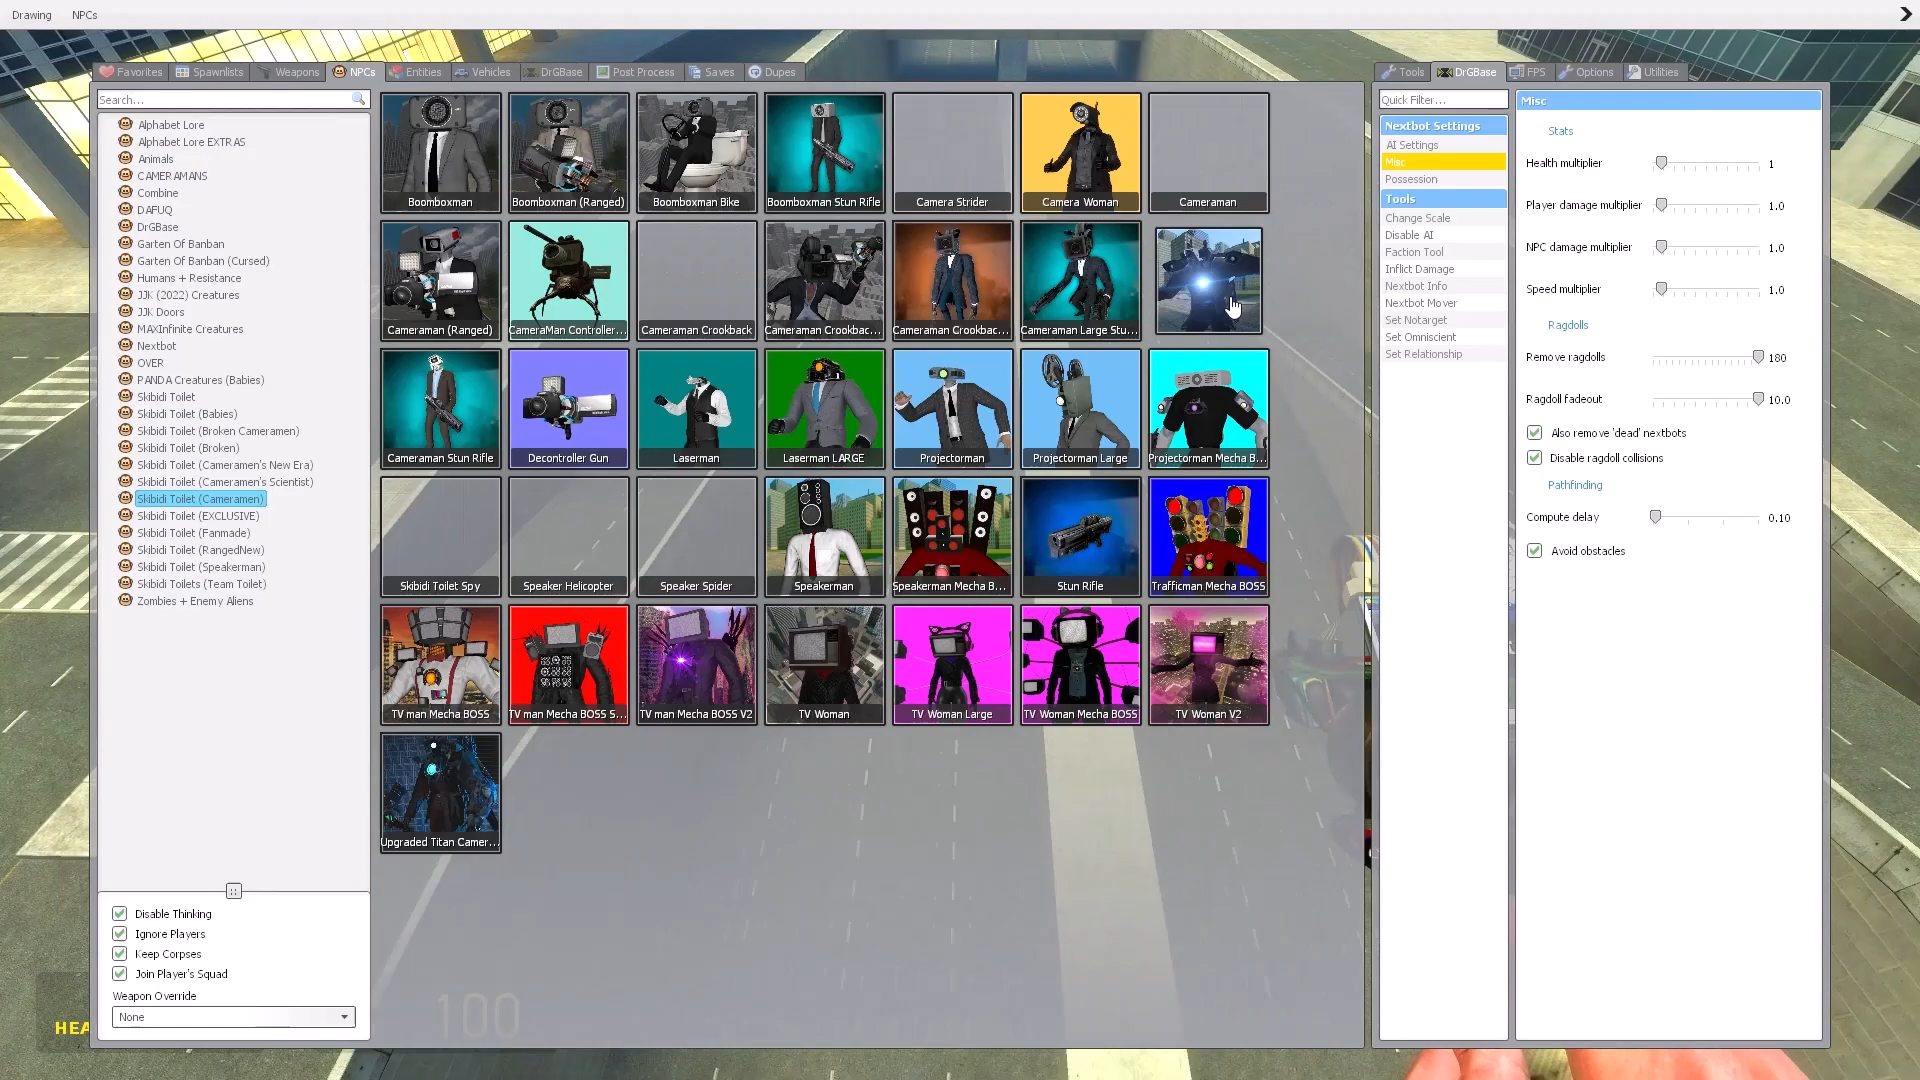 Drawing
NPCs
Favorites
Spawnlists
Weapons
NPCs
Entities
Vehicles
DrGBase
Post Process
Saves
Dupes
Tools
DrGBase
FPS
Options
Utilities
Search...
Alphabet Lore
Alphabet Lore EXTRAS
Animals
CAMERAMANS
Combine
DAFUQ
DrGBase
Garten Of Banban
Garten Of Banban (Cursed)
Humans + Resistance
JJK (2022) Creatures
JJK Doors
MAXInfinite Creatures
Nextbot
OVER
PANDA Creatures (Babies)
Skibidi Toilet
Skibidi Toilet (Babies)
Skibidi Toilet (Broken Cameramen)
Skibidi Toilet (Broken)
Skibidi Toilet (Cameramen's New Era)
Skibidi Toilet (Cameramen's Scientist)
Skibidi Toilet (Cameramen)
Skibidi Toilet (EXCLUSIVE)
Skibidi Toilet (Fanmade)
Skibidi Toilet (RangedNew)
Skibidi Toilet (Speakerman)
Skibidi Toilets (Team Toilet)
Zombies + Enemy Aliens
Disable Thinking
Ignore Players
Keep Corpses
Join Player's Squad
Weapon Override
None
Boomboxman
Boomboxman (Ranged)
Boomboxman Bike
Boomboxman Stun Rifle
Camera Strider
Camera Woman
Cameraman
Cameraman (Ranged)
CameraMan Controller...
Cameraman Crookback
Cameraman Crookbac...
Cameraman Crookbac...
Cameraman Large Stu...
Cameraman Stun Rifle
Decontroller Gun
Laserman
Laserman LARGE
Projectorman
Projectorman Large
Projectorman Mecha B...
Skibidi Toilet Spy
Speaker Helicopter
Speaker Spider
Speakerman
Speakerman Mecha B...
Stun Rifle
Trafficman Mecha BOSS
TV man Mecha BOSS
TV man Mecha BOSS S...
TV man Mecha BOSS V2
TV Woman
TV Woman Large
TV Woman Mecha BOSS
TV Woman V2
Upgraded Titan Camer...
Quick Filter...
Nextbot Settings
AI Settings
Misc
Possession
Tools
Change Scale
Disable AI
Faction Tool
Inflict Damage
Nextbot Info
Nextbot Mover
Set Notarget
Set Omniscient
Set Relationship
Misc
Stats
Health multiplier 1
Player damage multiplier 1.0
NPC damage multiplier 1.0
Speed multiplier 1.0
Ragdolls
Remove ragdolls 180
Ragdoll fadeout 10.0
Also remove 'dead' nextbots
Disable ragdoll collisions
Pathfinding
Compute delay 0.10
Avoid obstacles
HEA
100